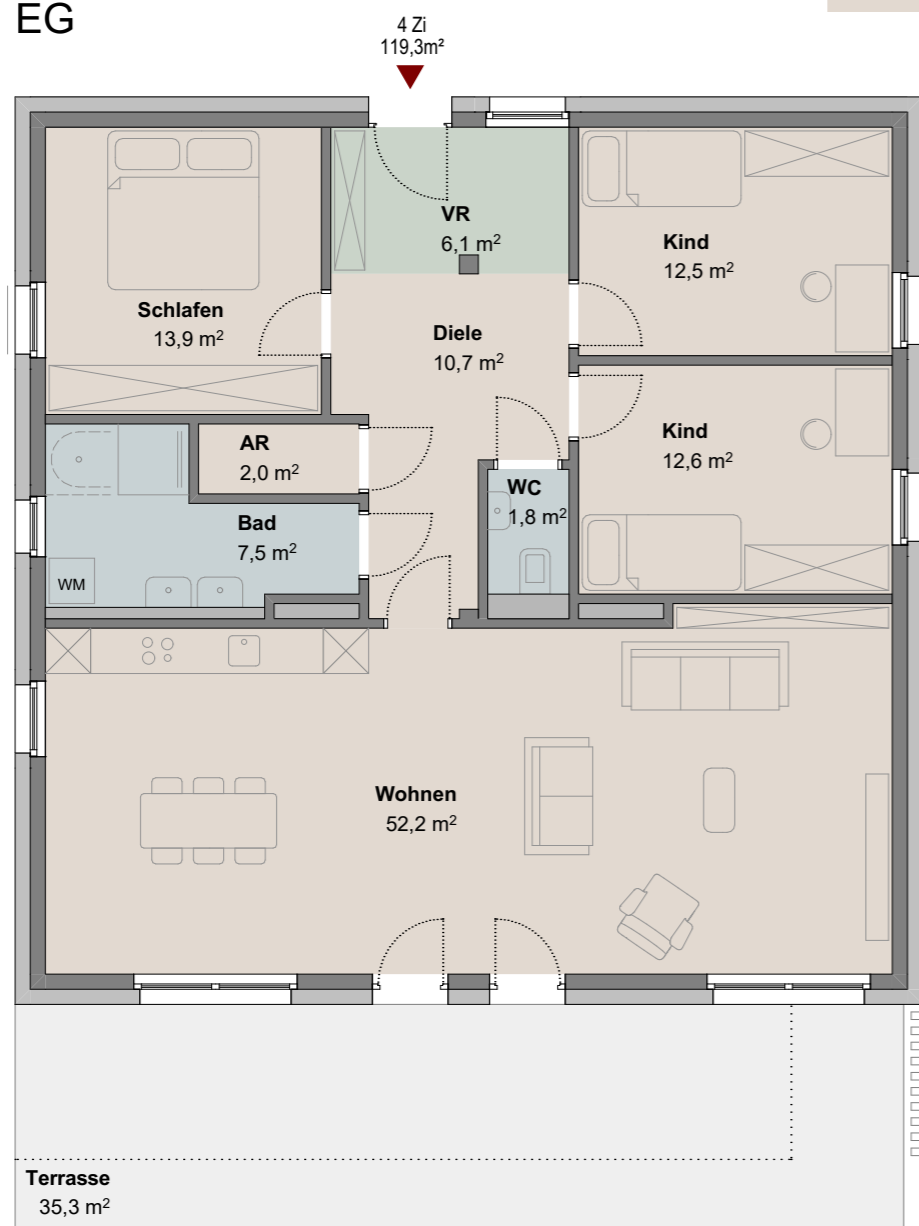 EG
4 Zi
119,3m²
VR
6,1 m²
Kind
12,5 m²
Schlafen
13,9 m²
Diele
10,7 m²
AR
2,0 m²
Kind
12,6 m²
WC
1,8 m²
Bad
7,5 m²
WM
Wohnen
52,2 m²
Terrasse
35,3 m²